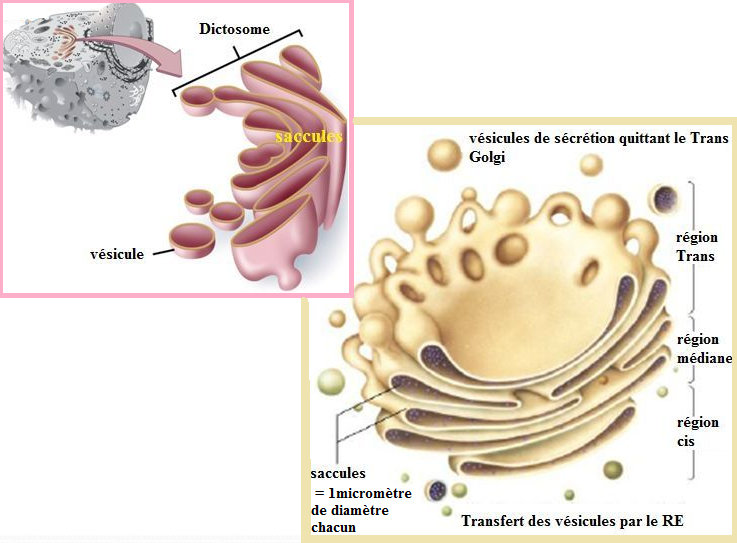 Dictosome
saccules
vésicule
vésicules de sécrétion quittant le Trans
Golgi
région
Trans
région
médiane
région
cis
saccules
= 1micromètre
de diamètre
chacun
Transfert des vésicules par le RE